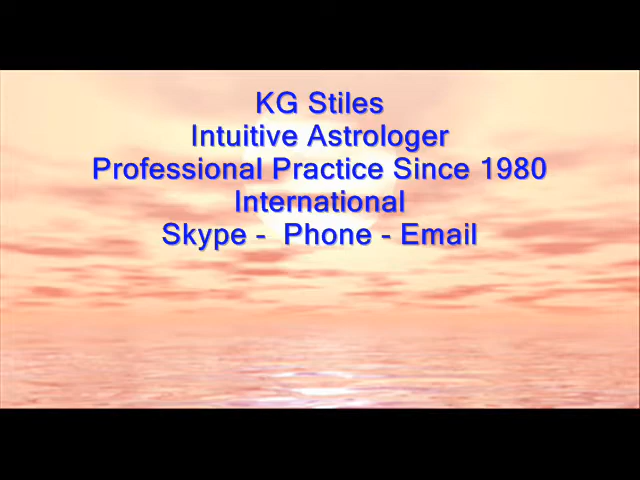 KG Stiles
Intuitive Astrologer
Professional Practice Since 1980
International
Skype -  Phone - Email